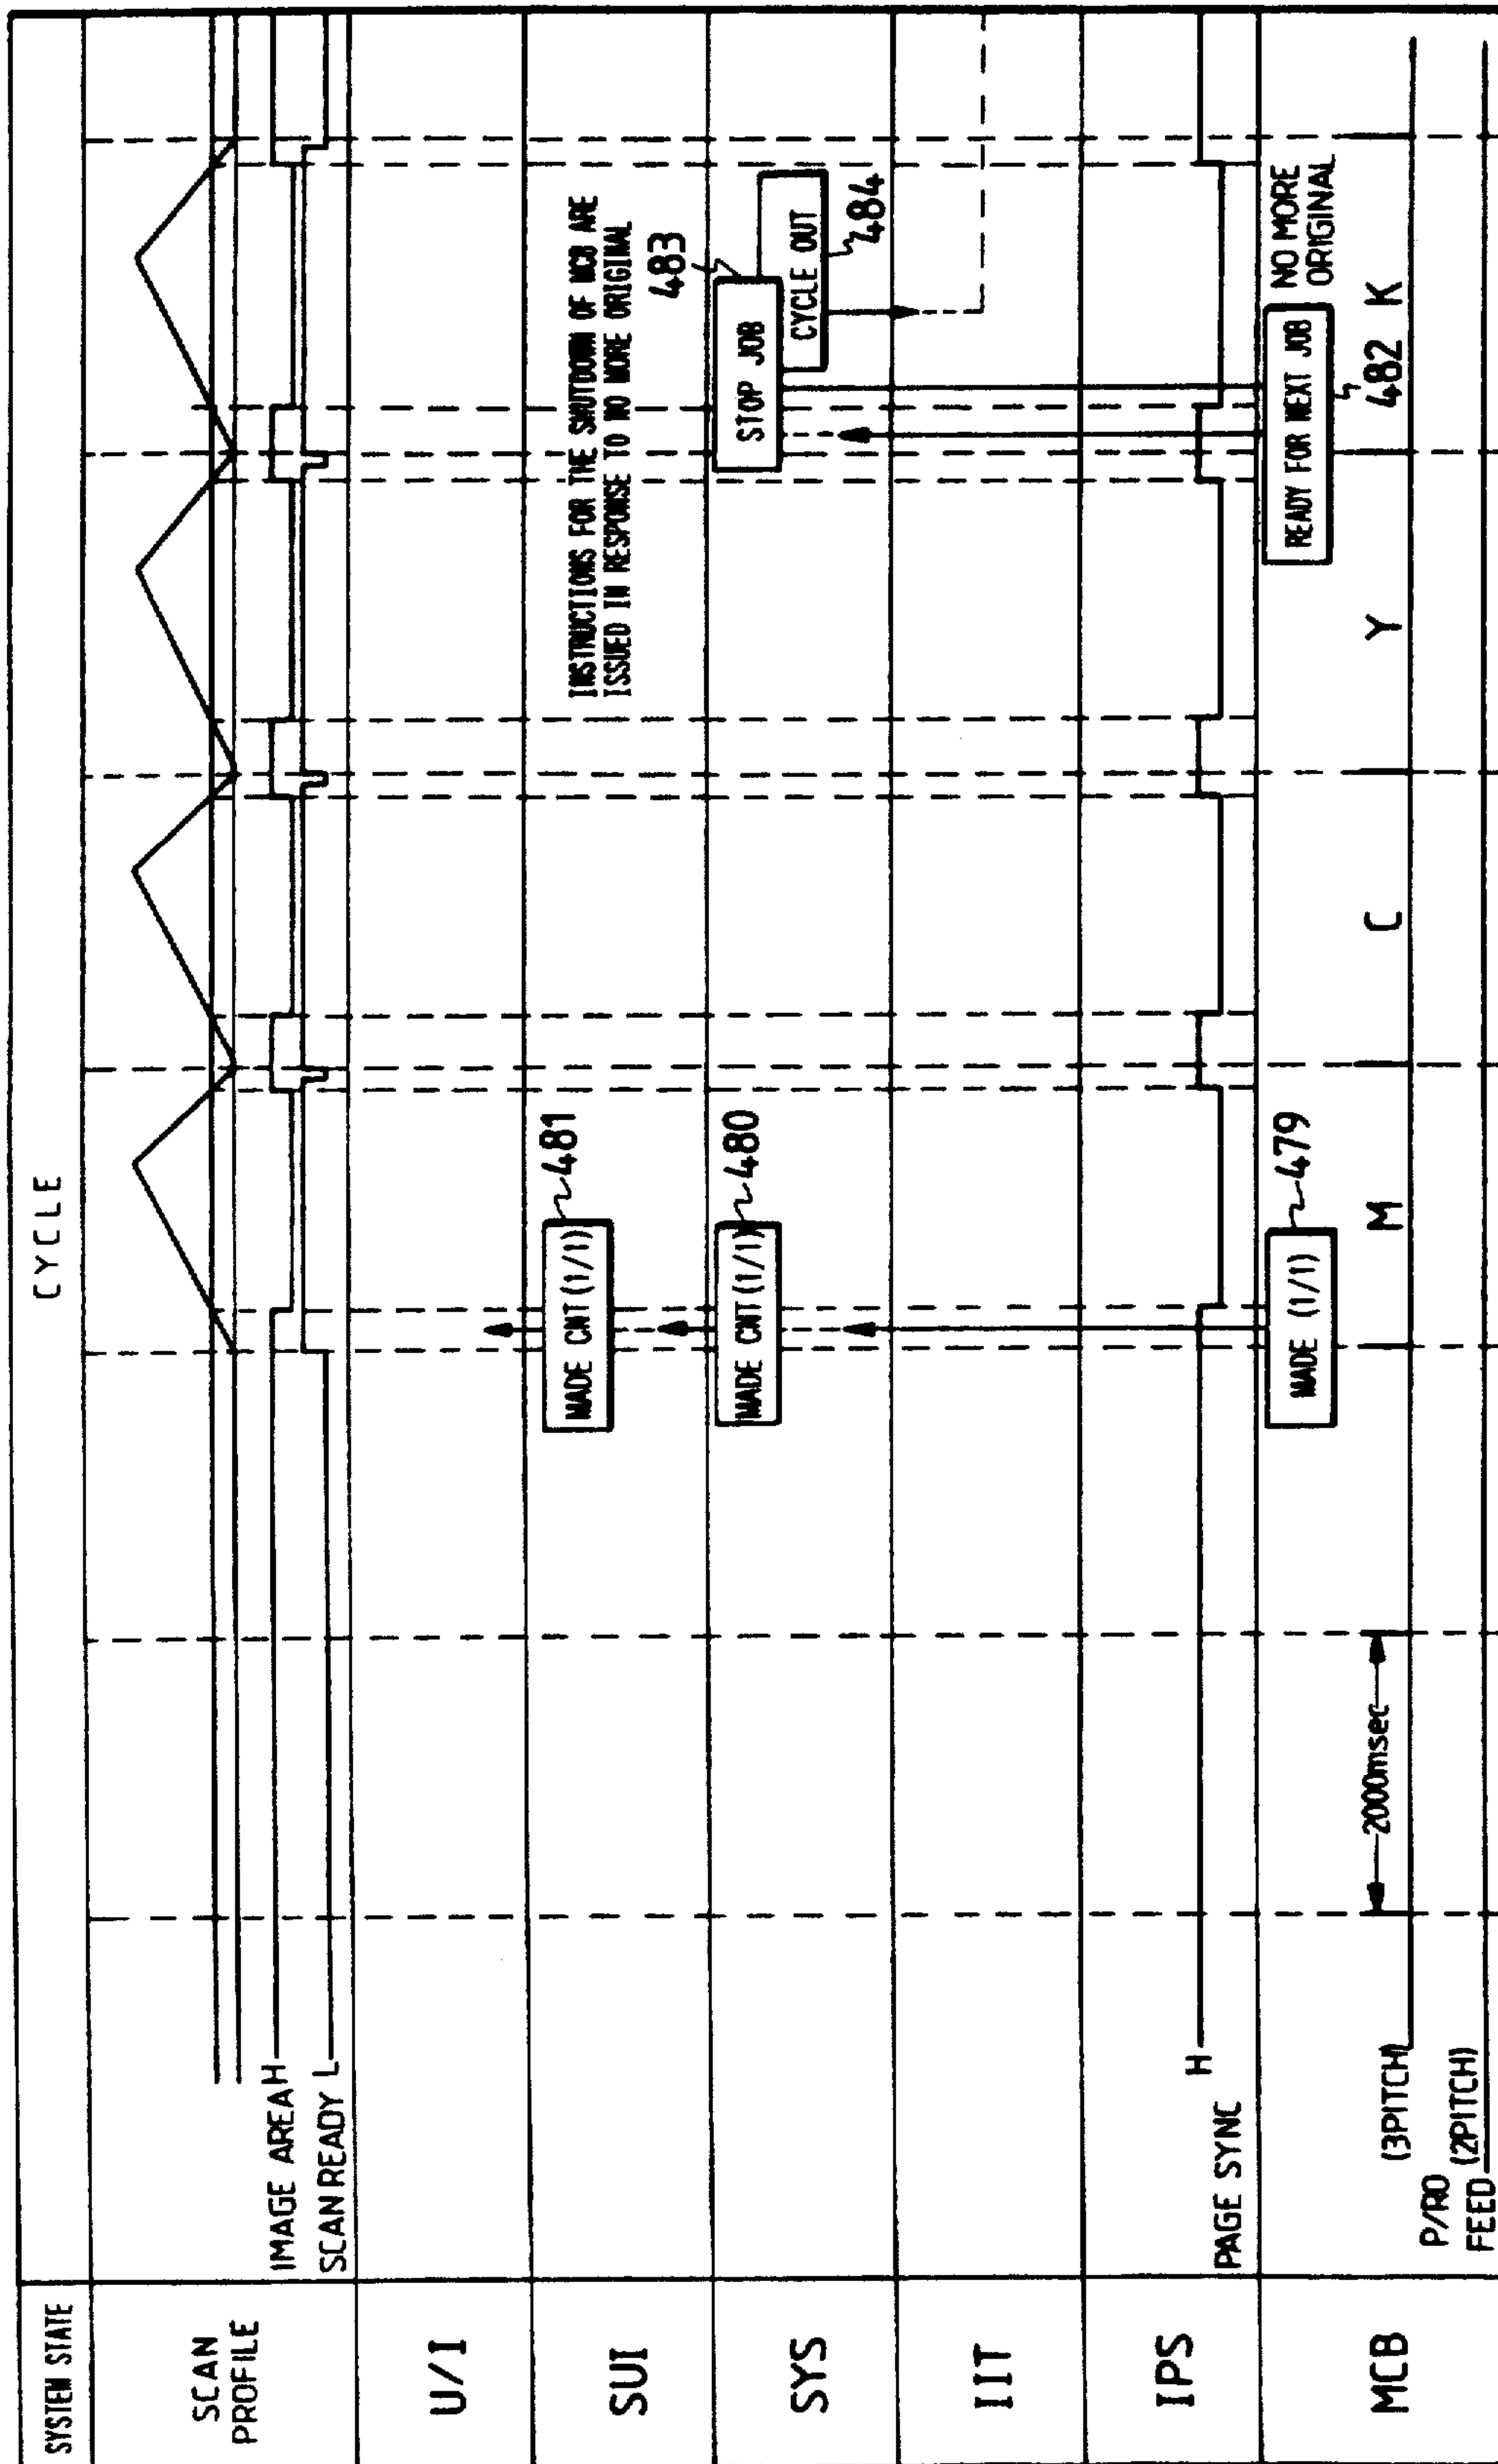 SYSTEM STATE
CYCLE
SCAN
PROFILE
IMAGE AREA H
SCAN READY L
U/I
SUI
MADE CNT (1/1)
481
INSTRUCTIONS FOR THE SHUTDOWN OF MCB ARE
ISSUED IN RESPONSE TO NO MORE ORIGINAL
SYS
MADE CNT (1/1)
480
STOP JOB
483
CYCLE OUT
484
IIT
IPS
PAGE SYNC
H
MCB
MADE (1/1)
479
READY FOR NEXT JOB
482
NO MORE
ORIGINAL
(3PITCH)
2000msec
M C Y K
P/RO
FEED (2PITCH)